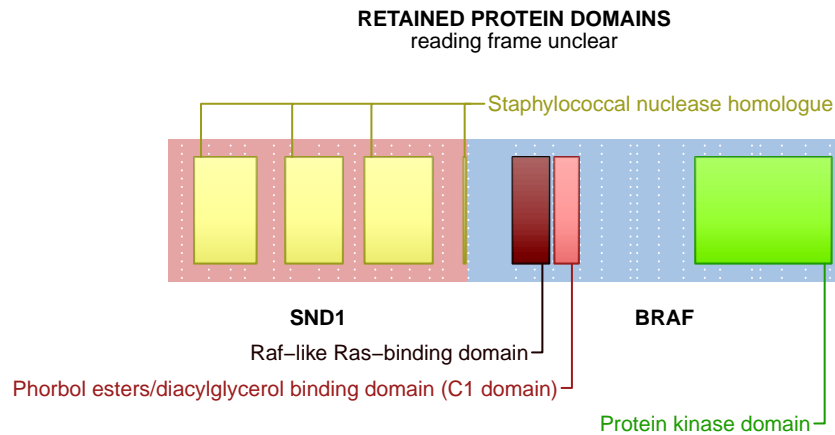 RETAINED PROTEIN DOMAINS
reading frame unclear
Staphylococcal nuclease homologue
SND1
BRAF
Raf−like Ras−binding domain
Phorbol esters/diacylglycerol binding domain (C1 domain)
Protein kinase domain